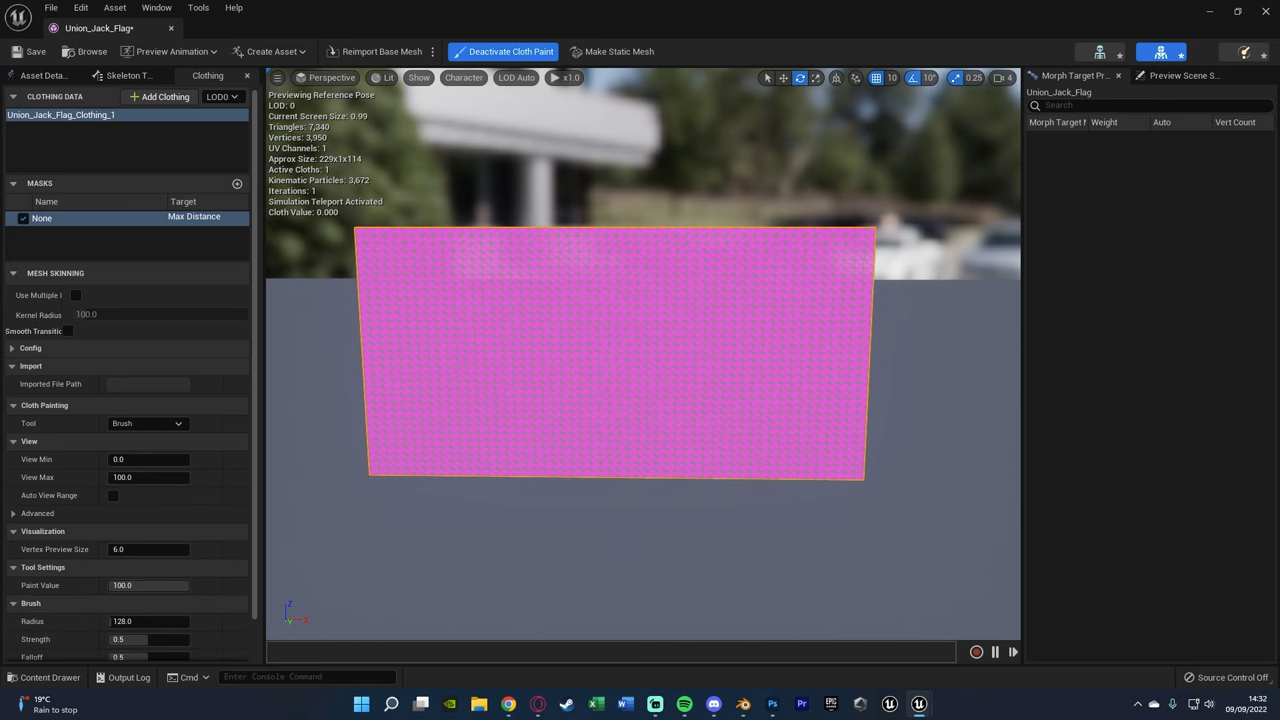 File Edit Asset Window Tools Help
Union_Jack_Flag*
Save Browse Preview Animation Create Asset Reimport Base Mesh Deactivate Cloth Paint Make Static Mesh
Asset Deta... Skeleton T... Clothing
Perspective Lit Show Character LOD Auto x1.0 10 10° 0.25 4
Morph Target Pr... Preview Scene S...
CLOTHING DATA Add Clothing LOD0
Union_Jack_Flag_Clothing_1
Previewing Reference Pose
LOD: 0
Current Screen Size: 0.99
Triangles: 7,340
Vertices: 3,950
UV Channels: 1
Approx Size: 229x1x114
Active Cloths: 1
Kinematic Particles: 3,672
Iterations: 1
Simulation Teleport Activated
Cloth Value: 0.000
Union_Jack_Flag
Search
Morph Target N Weight Auto Vert Count
MASKS
Name Target
None Max Distance
MESH SKINNING
Use Multiple I
Kernel Radius 100.0
Smooth Transitic
Config
Import
Imported File Path
Cloth Painting
Tool Brush
View
View Min 0.0
View Max 100.0
Auto View Range
Advanced
Visualization
Vertex Preview Size 6.0
Tool Settings
Paint Value 100.0
Brush
Radius 128.0
Strength 0.5
Falloff 0.5
Z
Y X
Content Drawer Output Log Cmd Enter Console Command Source Control Off
19°C
Rain to stop
14:32
09/09/2022